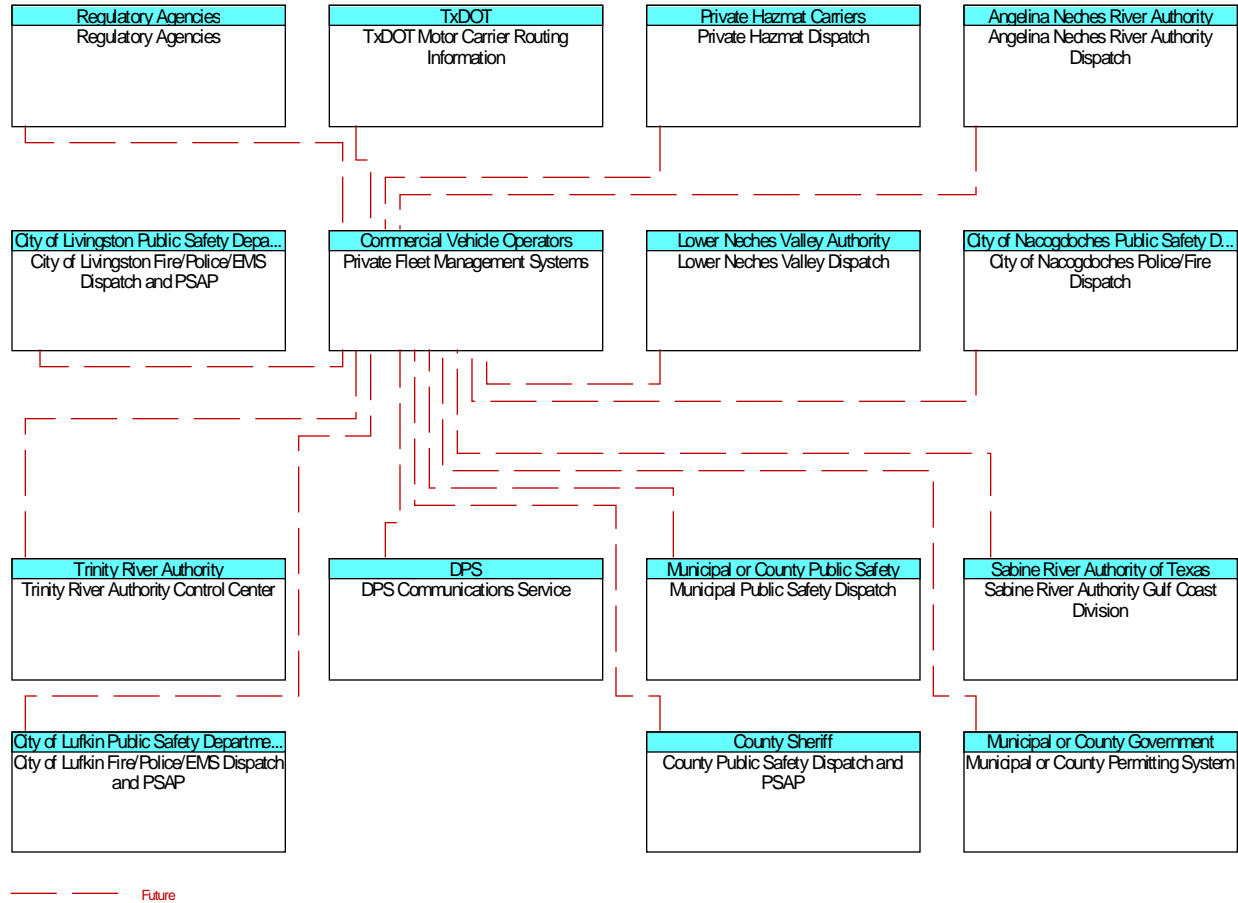 Regulatory Agencies
Regulatory Agencies
TxDOT
TxDOT Motor Carrier Routing
Information
Private Hazmat Carriers
Private Hazmat Dispatch
Angelina Neches River Authority
Angelina Neches River Authority
Dispatch
City of Livingston Public Safety Depa...
City of Livingston Fire/Police/EMS
Dispatch and PSAP
Commercial Vehicle Operators
Private Fleet Management Systems
Lower Neches Valley Authority
Lower Neches Valley Dispatch
City of Nacogdoches Public Safety D...
City of Nacogdoches Police/Fire
Dispatch
Trinity River Authority
Trinity River Authority Control Center
DPS
DPS Communications Service
Municipal or County Public Safety
Municipal Public Safety Dispatch
Sabine River Authority of Texas
Sabine River Authority Gulf Coast
Division
City of Lufkin Public Safety Departme...
City of Lufkin Fire/Police/EMS Dispatch
and PSAP
County Sheriff
County Public Safety Dispatch and
PSAP
Municipal or County Government
Municipal or County Permitting System
Future